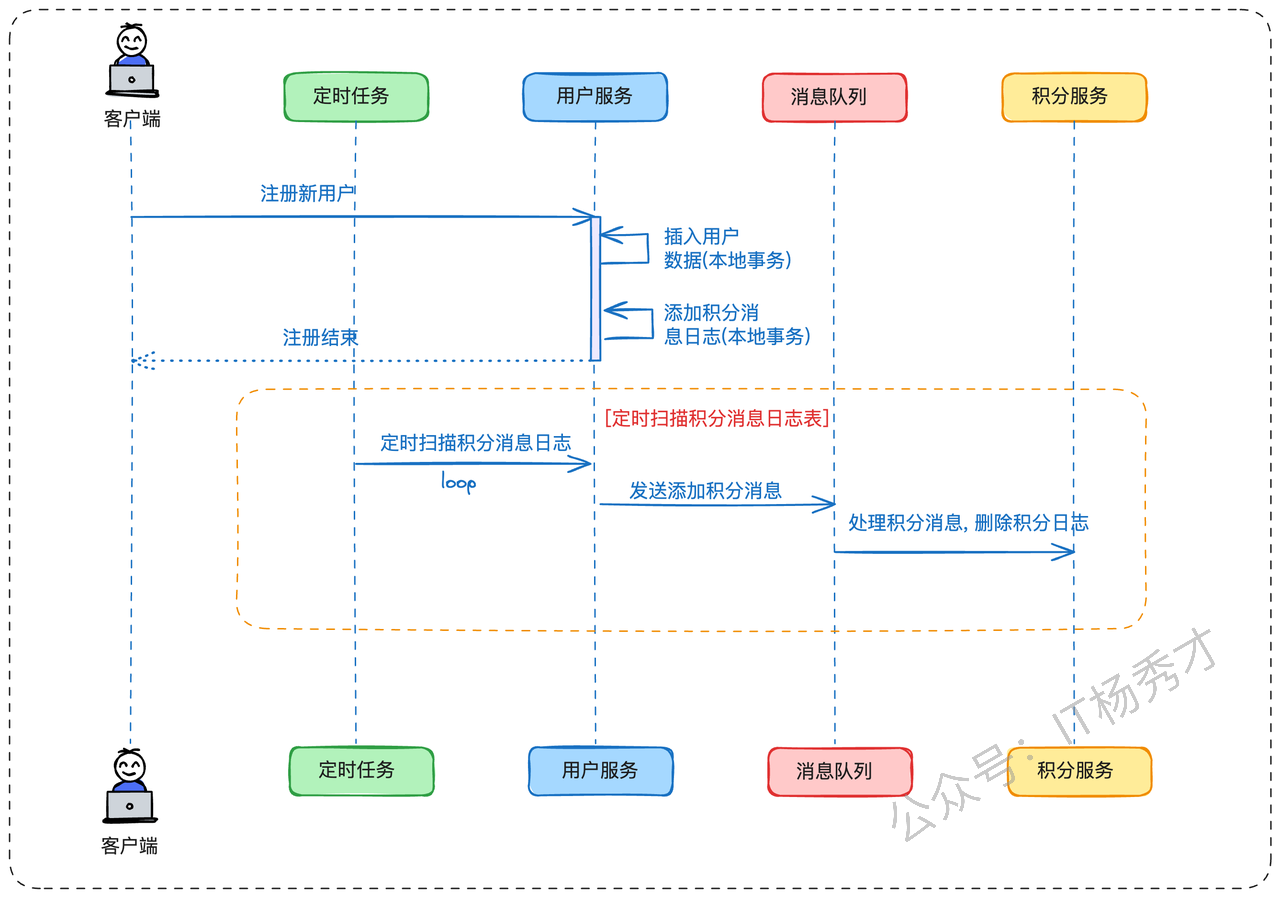 客户端
定时任务
用户服务
消息队列
积分服务
注册新用户
插入用户
数据(本地事务)
添加积分消
息日志(本地事务)
注册结束
[定时扫描积分消息日志表]
定时扫描积分消息日志
loop
发送添加积分消息
处理积分消息, 删除积分日志
定时任务
用户服务
消息队列
积分服务
客户端
公众号：IT杨秀才